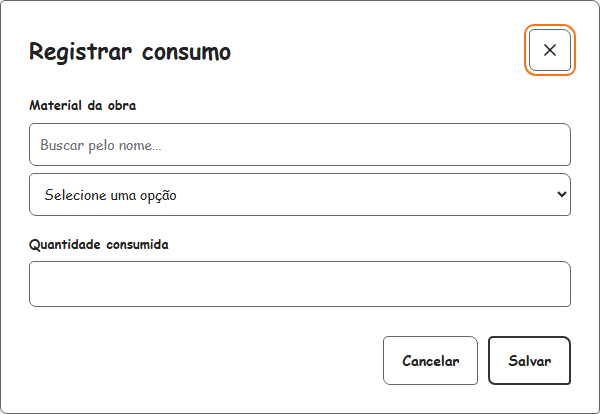 Registrar consumo
Material da obra
Buscar pelo nome...
Selecione uma opção
Quantidade consumida
Cancelar Salvar